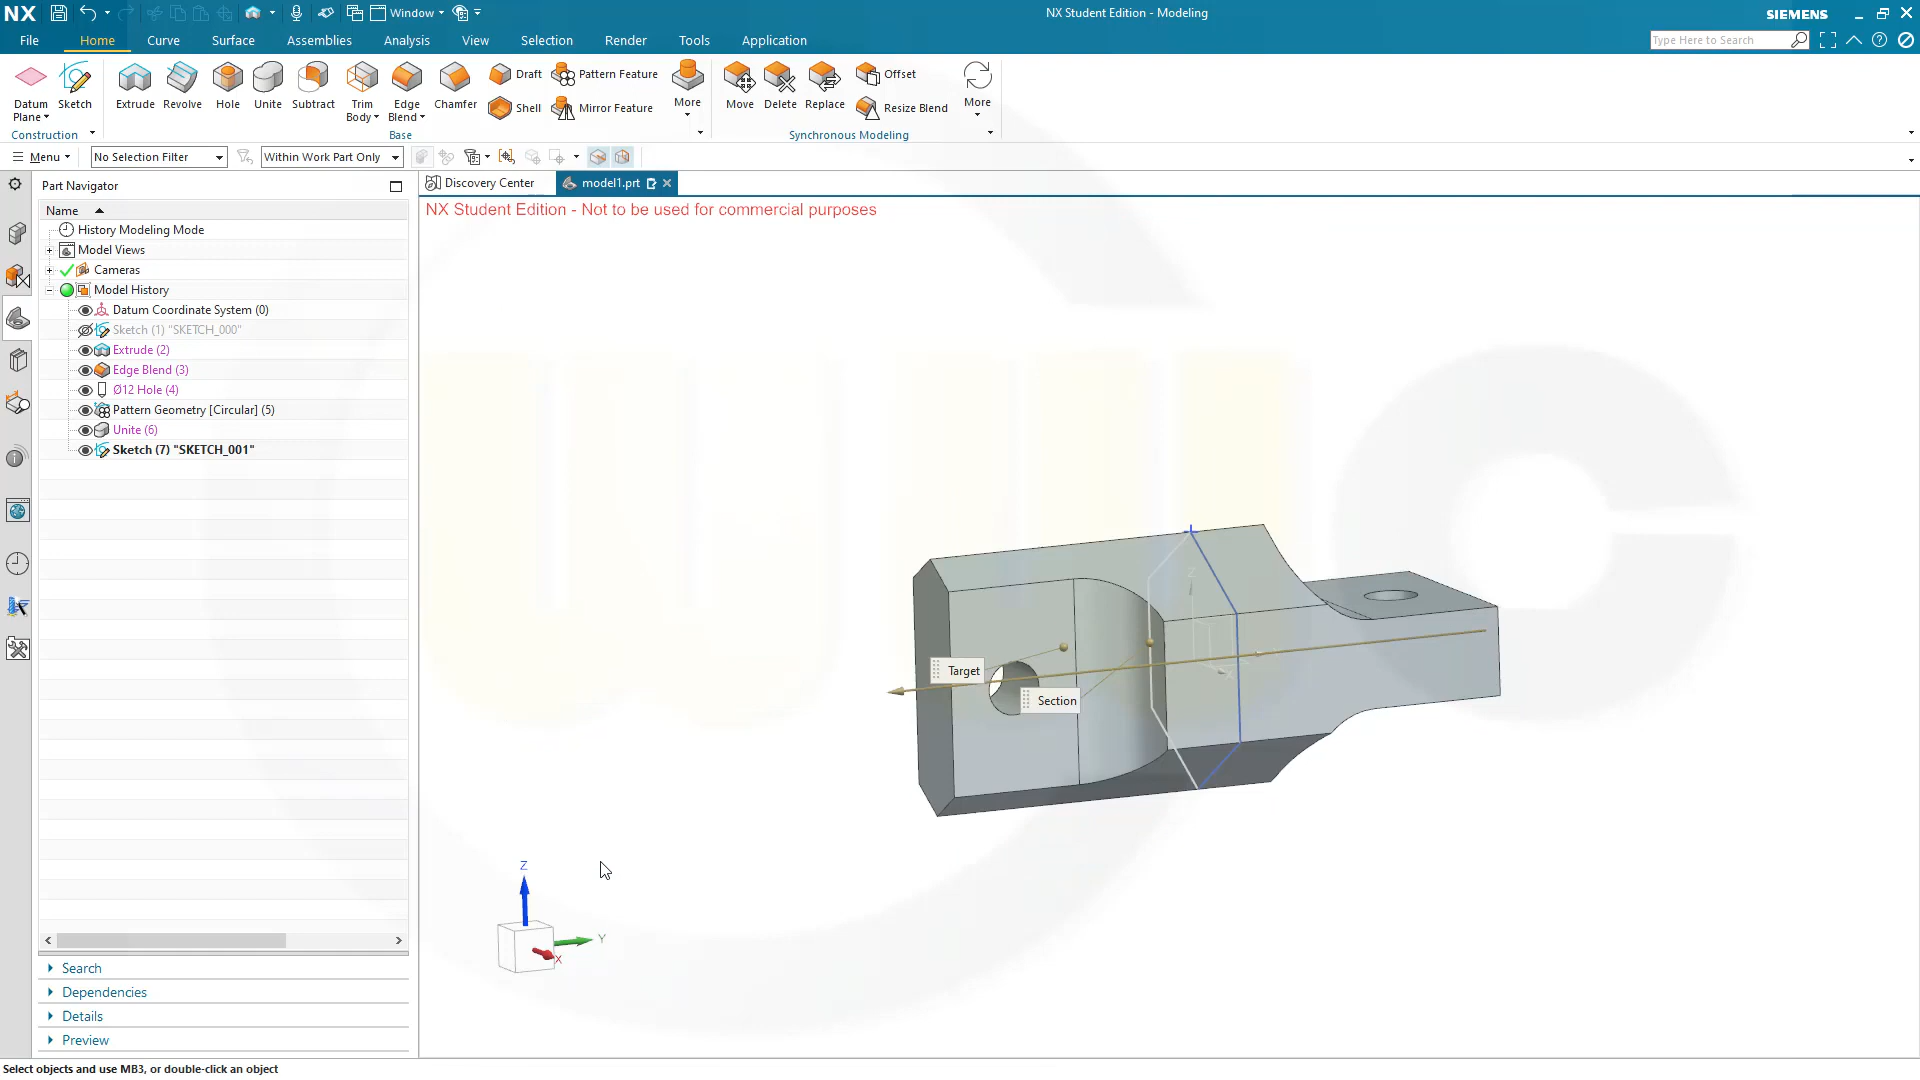 NX
Window
NX Student Edition - Modeling
SIEMENS
File
Home
Curve
Surface
Assemblies
Analysis
View
Selection
Render
Tools
Application
Type Here to Search
Datum Plane
Sketch
Extrude
Revolve
Hole
Unite
Subtract
Trim Body
Edge Blend
Chamfer
Draft
Shell
Pattern Feature
Mirror Feature
More
Move
Delete
Replace
Offset
Resize Blend
More
Construction
Base
Synchronous Modeling
Menu
No Selection Filter
Within Work Part Only
Part Navigator
Discovery Center
model1.prt
NX Student Edition - Not to be used for commercial purposes
Name
History Modeling Mode
Model Views
Cameras
Model History
Datum Coordinate System (0)
Sketch (1) "SKETCH_000"
Extrude (2)
Edge Blend (3)
Ø12 Hole (4)
Pattern Geometry [Circular] (5)
Unite (6)
Sketch (7) "SKETCH_001"
Target
Section
Z
Z
Y
X
Search
Dependencies
Details
Preview
Select objects and use MB3, or double-click an object